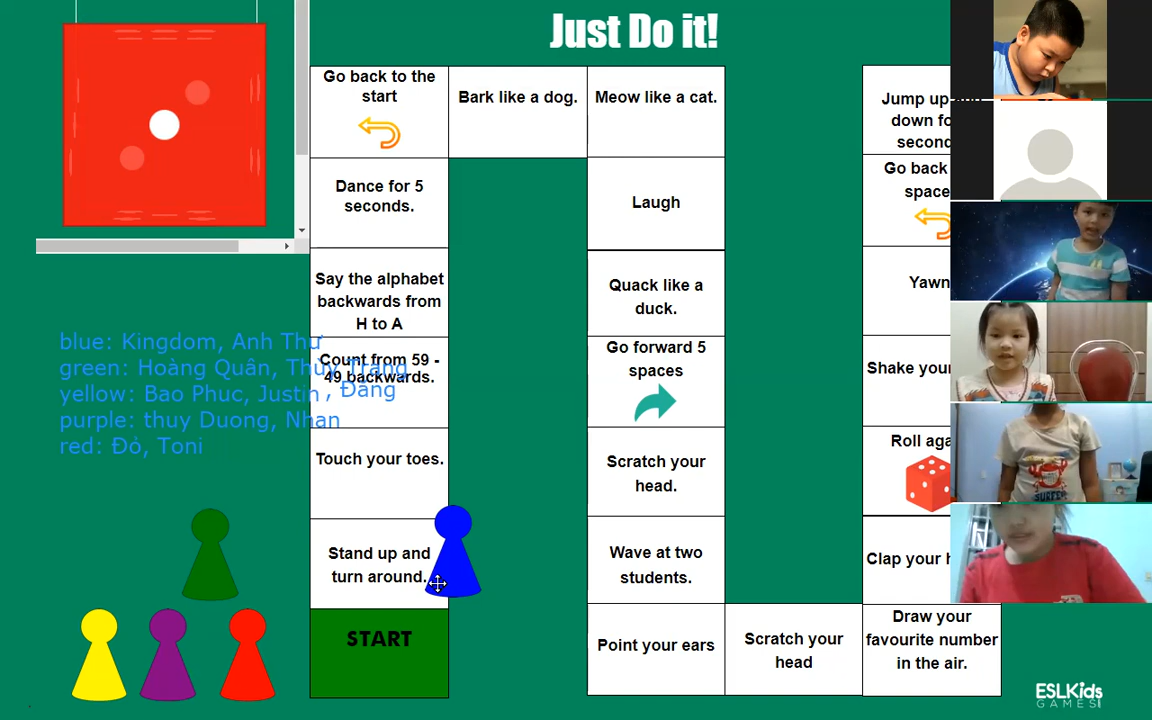 Just Do it!
Go back to the
start
Bark like a dog.
Meow like a cat.
Jump up and
down fo
second
Dance for 5
seconds.
Laugh
Go back
space
Say the alphabet
backwards from
H to A
Quack like a
duck.
Yawn
Count from 59 -
49 backwards.
Go forward 5
spaces
Shake your
Touch your toes.
Scratch your
head.
Roll aga
Stand up and
turn around.
Wave at two
students.
Clap your h
START
Point your ears
Scratch your
head
Draw your
favourite number
in the air.
blue: Kingdom, Anh Thư
green: Hoàng Quân, Thùy Trang
yellow: Bao Phuc, Justin , Đăng
purple: thuy Duong, Nhan
red: Đỏ, Toni
ESLKids
GAMES!